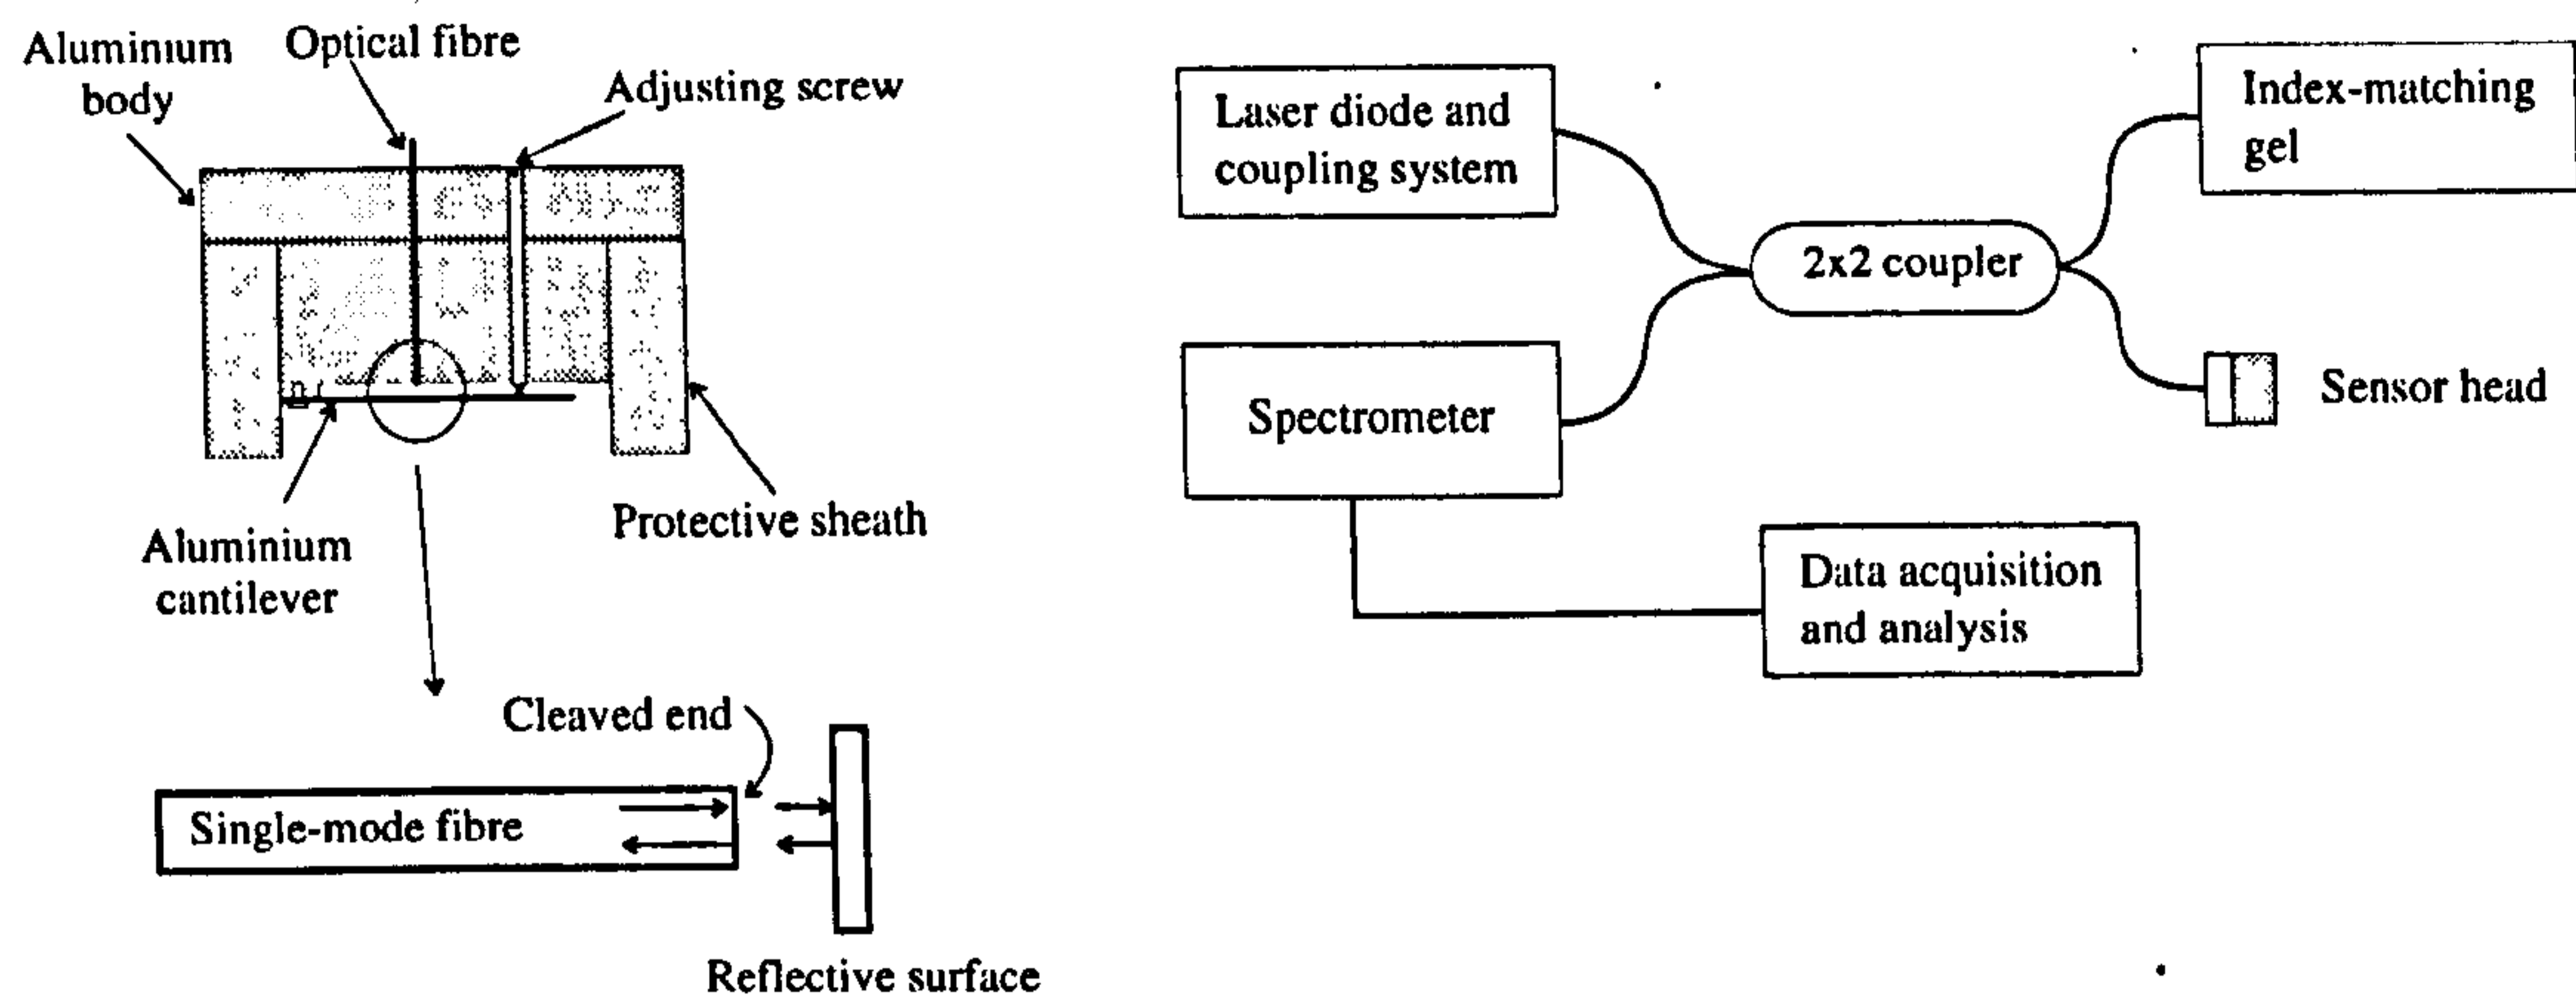 Aluminium
body
Optical fibre
Adjusting screw
Aluminium
cantilever
Protective sheath
Cleaved end
Single-mode fibre
Reflective surface
Laser diode and
coupling system
Index-matching
gel
2x2 coupler
Spectrometer
Sensor head
Data acquisition
and analysis